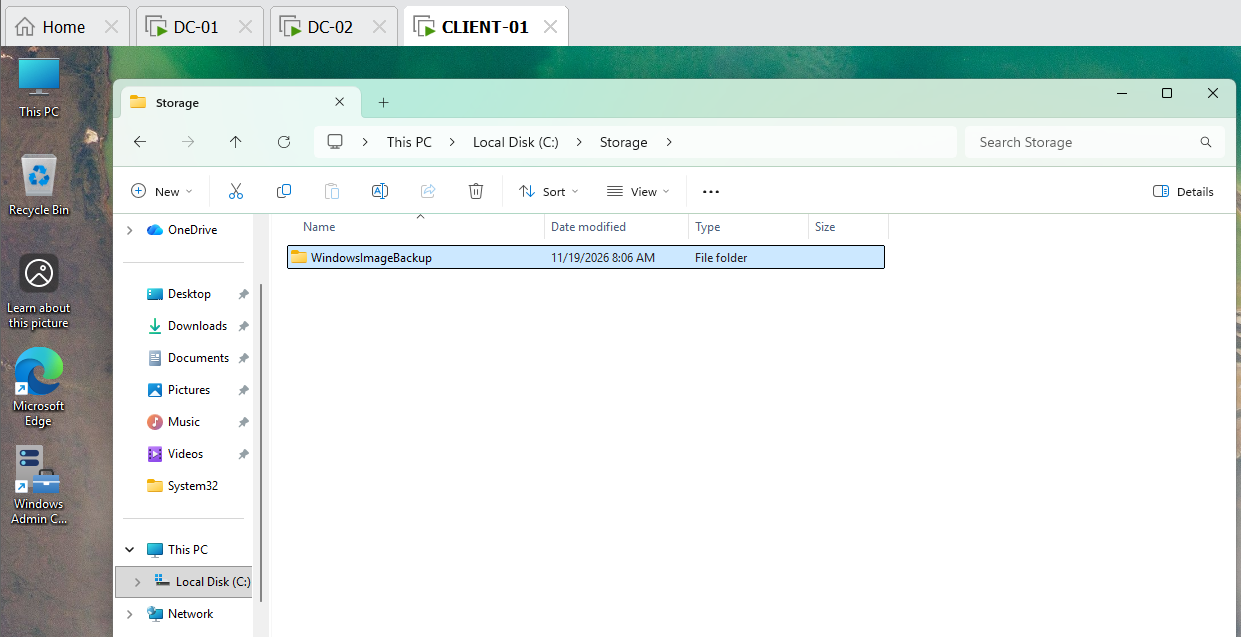 Home
DC-01
DC-02
CLIENT-01
This PC
Recycle Bin
Learn about
this picture
Microsoft
Edge
Windows
Admin C...
Storage
This PC
Local Disk (C:)
Storage
Search Storage
New
Sort
View
Details
OneDrive
Desktop
Downloads
Documents
Pictures
Music
Videos
System32
This PC
Local Disk (C:)
Network
Name Date modified Type Size
WindowsImageBackup 11/19/2026 8:06 AM File folder